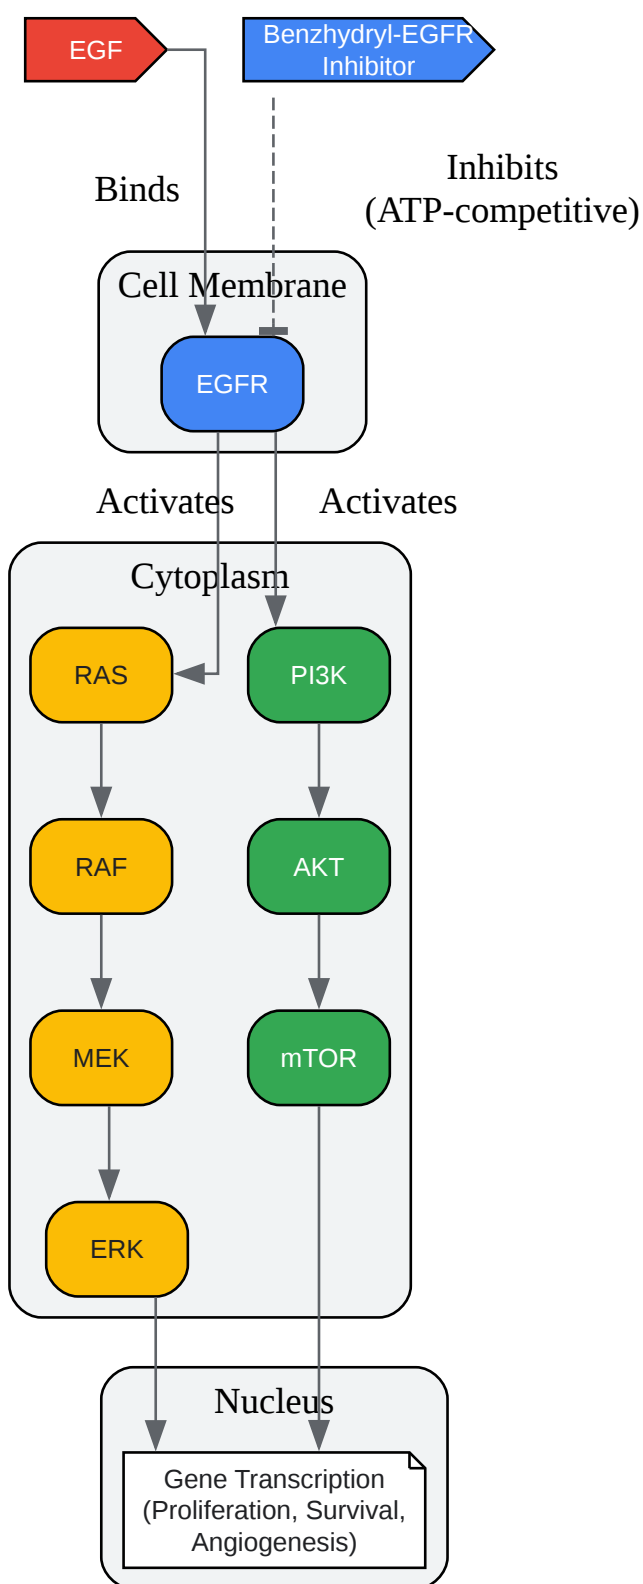 EGF
Benzhydryl-EGFR
Inhibitor
Binds
Inhibits
(ATP-competitive)
Cell Membrane
EGFR
Activates
Activates
Cytoplasm
RAS
PI3K
RAF
AKT
MEK
mTOR
ERK
Nucleus
Gene Transcription
(Proliferation, Survival,
Angiogenesis)